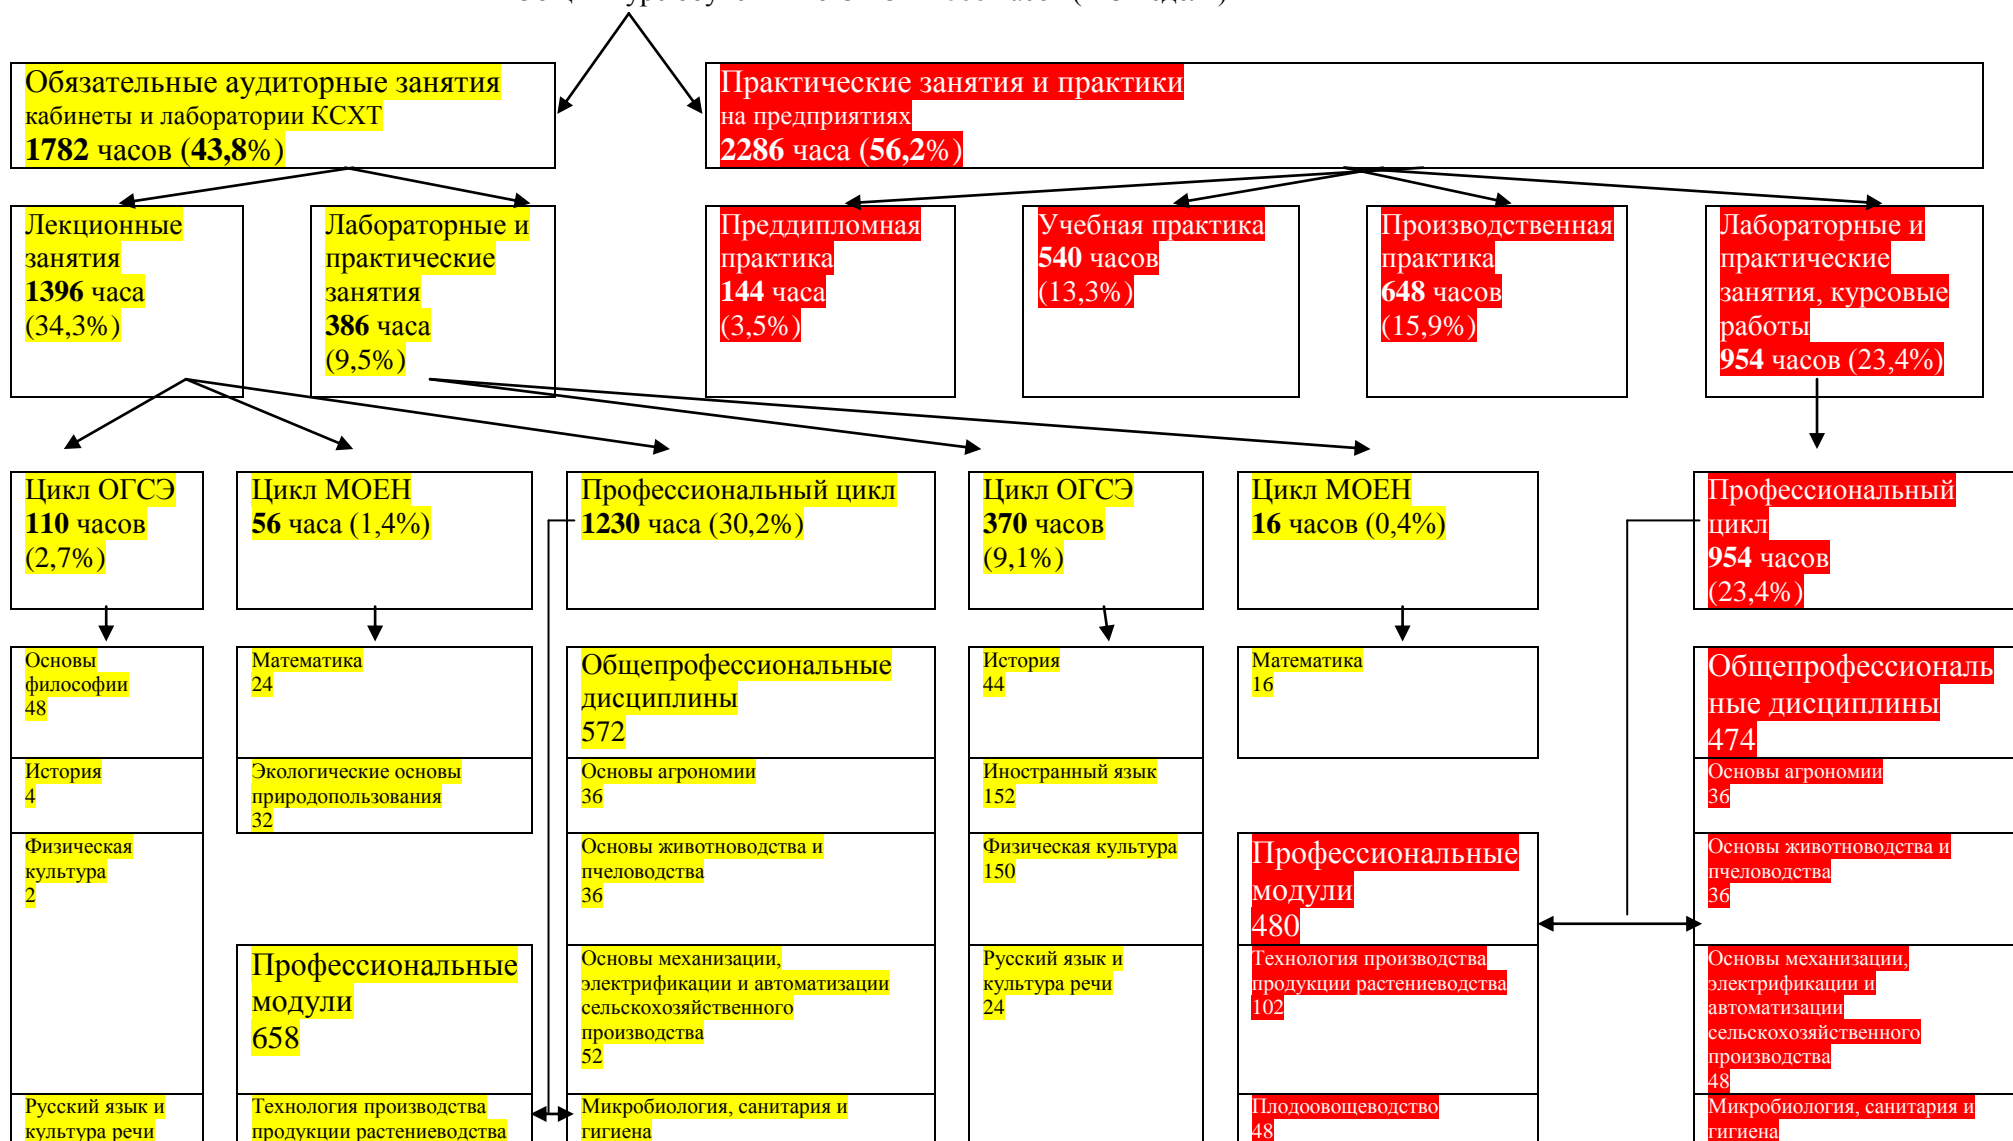 Обязательные аудиторные занятия
кабинеты и лаборатории КСХТ
1782 часов (43,8%)
Практические занятия и практики
на предприятиях
2286 часа (56,2%)
Лекционные
занятия
1396 часа
(34,3%)
Лабораторные и
практические
занятия
386 часа
(9,5%)
Преддипломная
практика
144 часа
(3,5%)
Учебная практика
540 часов
(13,3%)
Производственная
практика
648 часов
(15,9%)
Лабораторные и
практические
занятия, курсовые
работы
954 часов (23,4%)
Цикл ОГСЭ
110 часов
(2,7%)
Цикл МОЕН
56 часа (1,4%)
Профессиональный цикл
1230 часа (30,2%)
Цикл ОГСЭ
370 часов
(9,1%)
Цикл МОЕН
16 часов (0,4%)
Профессиональный
цикл
954 часов
(23,4%)
Основы
философии
48
Математика
24
Общепрофессиональные
дисциплины
572
История
44
Математика
16
Общепрофессиональ
ные дисциплины
474
История
4
Экологические основы
природопользования
32
Основы агрономии
36
Иностранный язык
152
Основы агрономии
36
Физическая
культура
2
Основы животноводства и
пчеловодства
36
Физическая культура
150
Профессиональные
модули
480
Основы животноводства и
пчеловодства
36
Профессиональные
модули
658
Основы механизации,
электрификации и автоматизации
сельскохозяйственного
производства
52
Русский язык и
культура речи
24
Технология производства
продукции растениеводства
102
Основы механизации,
электрификации и
автоматизации
сельскохозяйственного
производства
48
Русский язык и
культура речи
Технология производства
продукции растениеводства
Микробиология, санитария и
гигиена
Плодоовощеводство
48
Микробиология, санитария и
гигиена